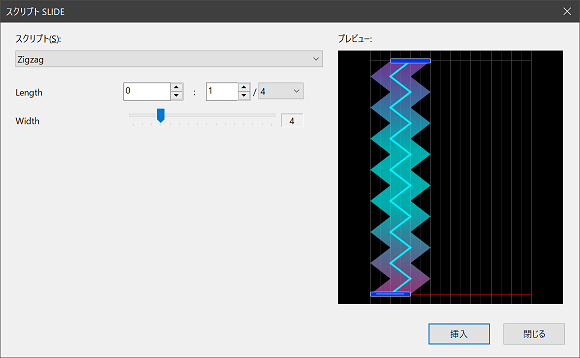 スクリプト SLIDE
スクリプト(S):
Zigzag
Length 0 : 1 / 4
Width 4
プレビュー:
挿入 閉じる